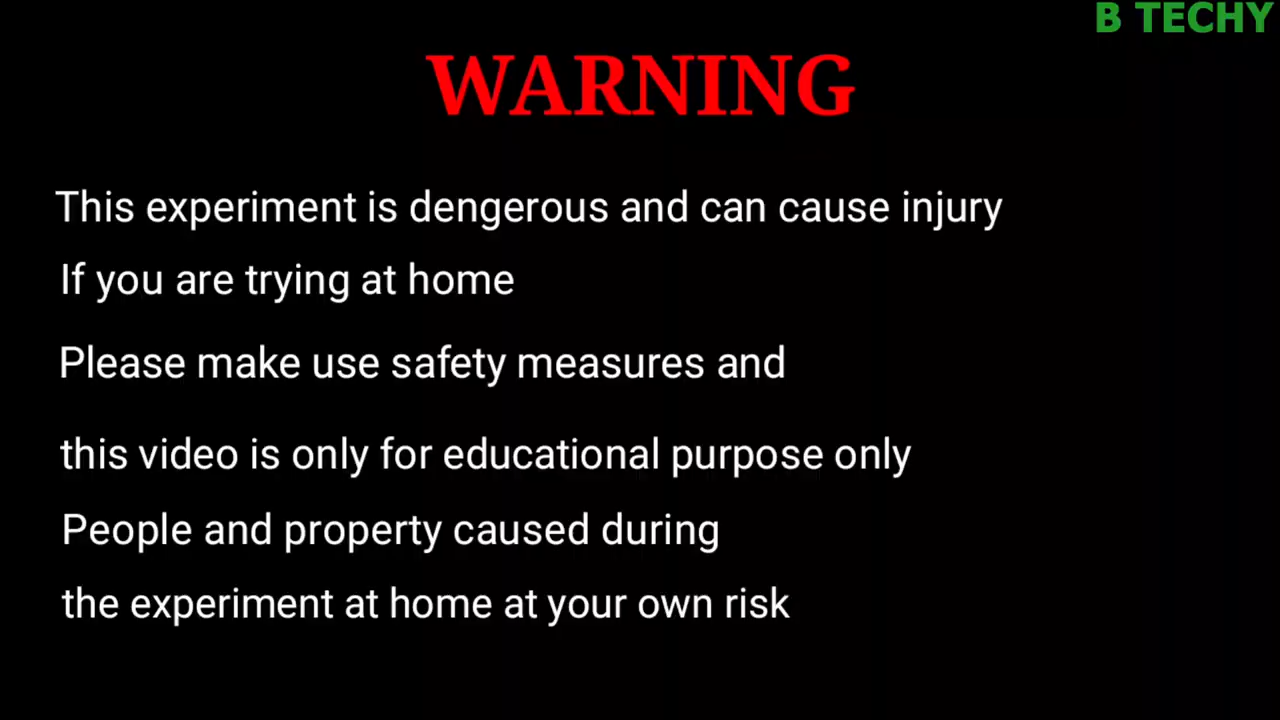 B TECHY
WARNING
This experiment is dengerous and can cause injury
If you are trying at home
Please make use safety measures and
this video is only for educational purpose only
People and property caused during
the experiment at home at your own risk